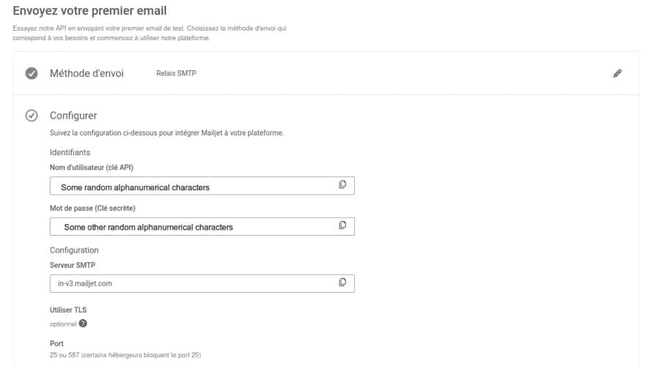 Envoyez votre premier email
Essayez notre API en envoyant votre premier email de test. Choisissez la méthode d'envoi qui
correspond à vos besoins et commencez à utiliser notre plateforme.
Méthode d'envoi Relais SMTP
Configurer
Suivez la configuration ci-dessous pour intégrer Mailjet à votre plateforme.
Identifiants
Nom d'utilisateur (clé API)
Some random alphanumerical characters
Mot de passe (Clé secrète)
Some other random alphanumerical characters
Configuration
Serveur SMTP
in-v3.mailjet.com
Utiliser TLS
optionnel ?
Port
25 ou 587 (certains hébergeurs bloquent le port 25)